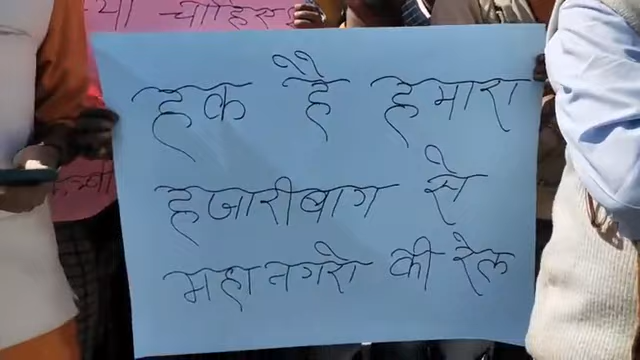 चाहिए
हक है हमारा
हजारीबाग से
महानगरो की रेल